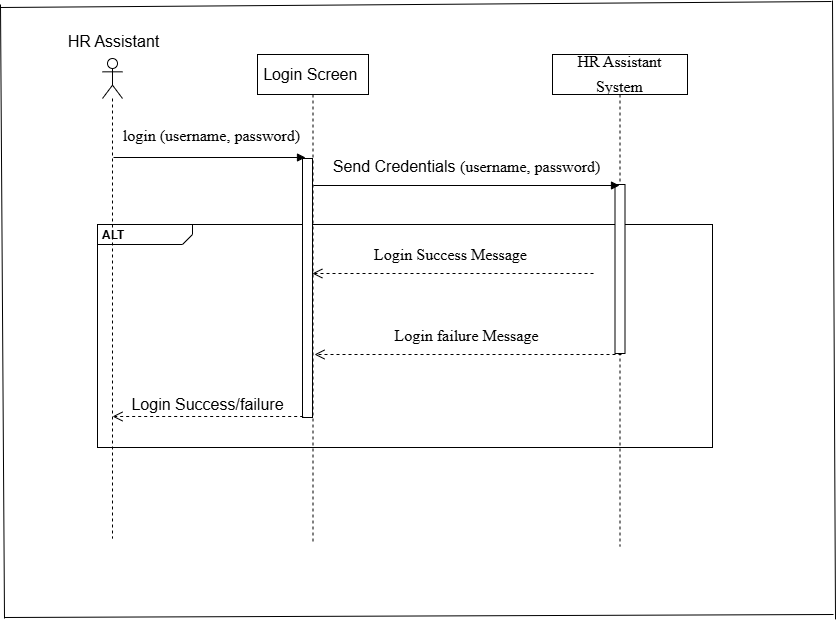 HR Assistant
Login Screen
HR Assistant
System
login (username, password)
Send Credentials (username, password)
ALT
Login Success Message
Login failure Message
Login Success/failure